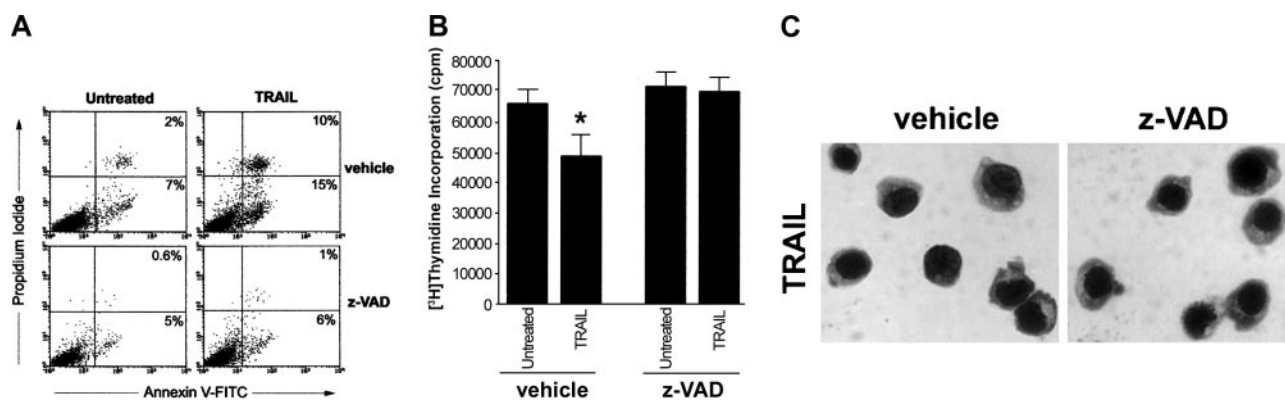 A
Untreated
TRAIL
2%
10%
vehicle
7%
15%
0.6%
1%
z-VAD
5%
6%
Propidium Iodide
Annexin V-FITC
B
[³H]Thymidine Incorporation (cpm)
80000
70000
60000
50000
40000
30000
20000
10000
0
*
Untreated
TRAIL
Untreated
TRAIL
vehicle
z-VAD
C
vehicle
z-VAD
TRAIL